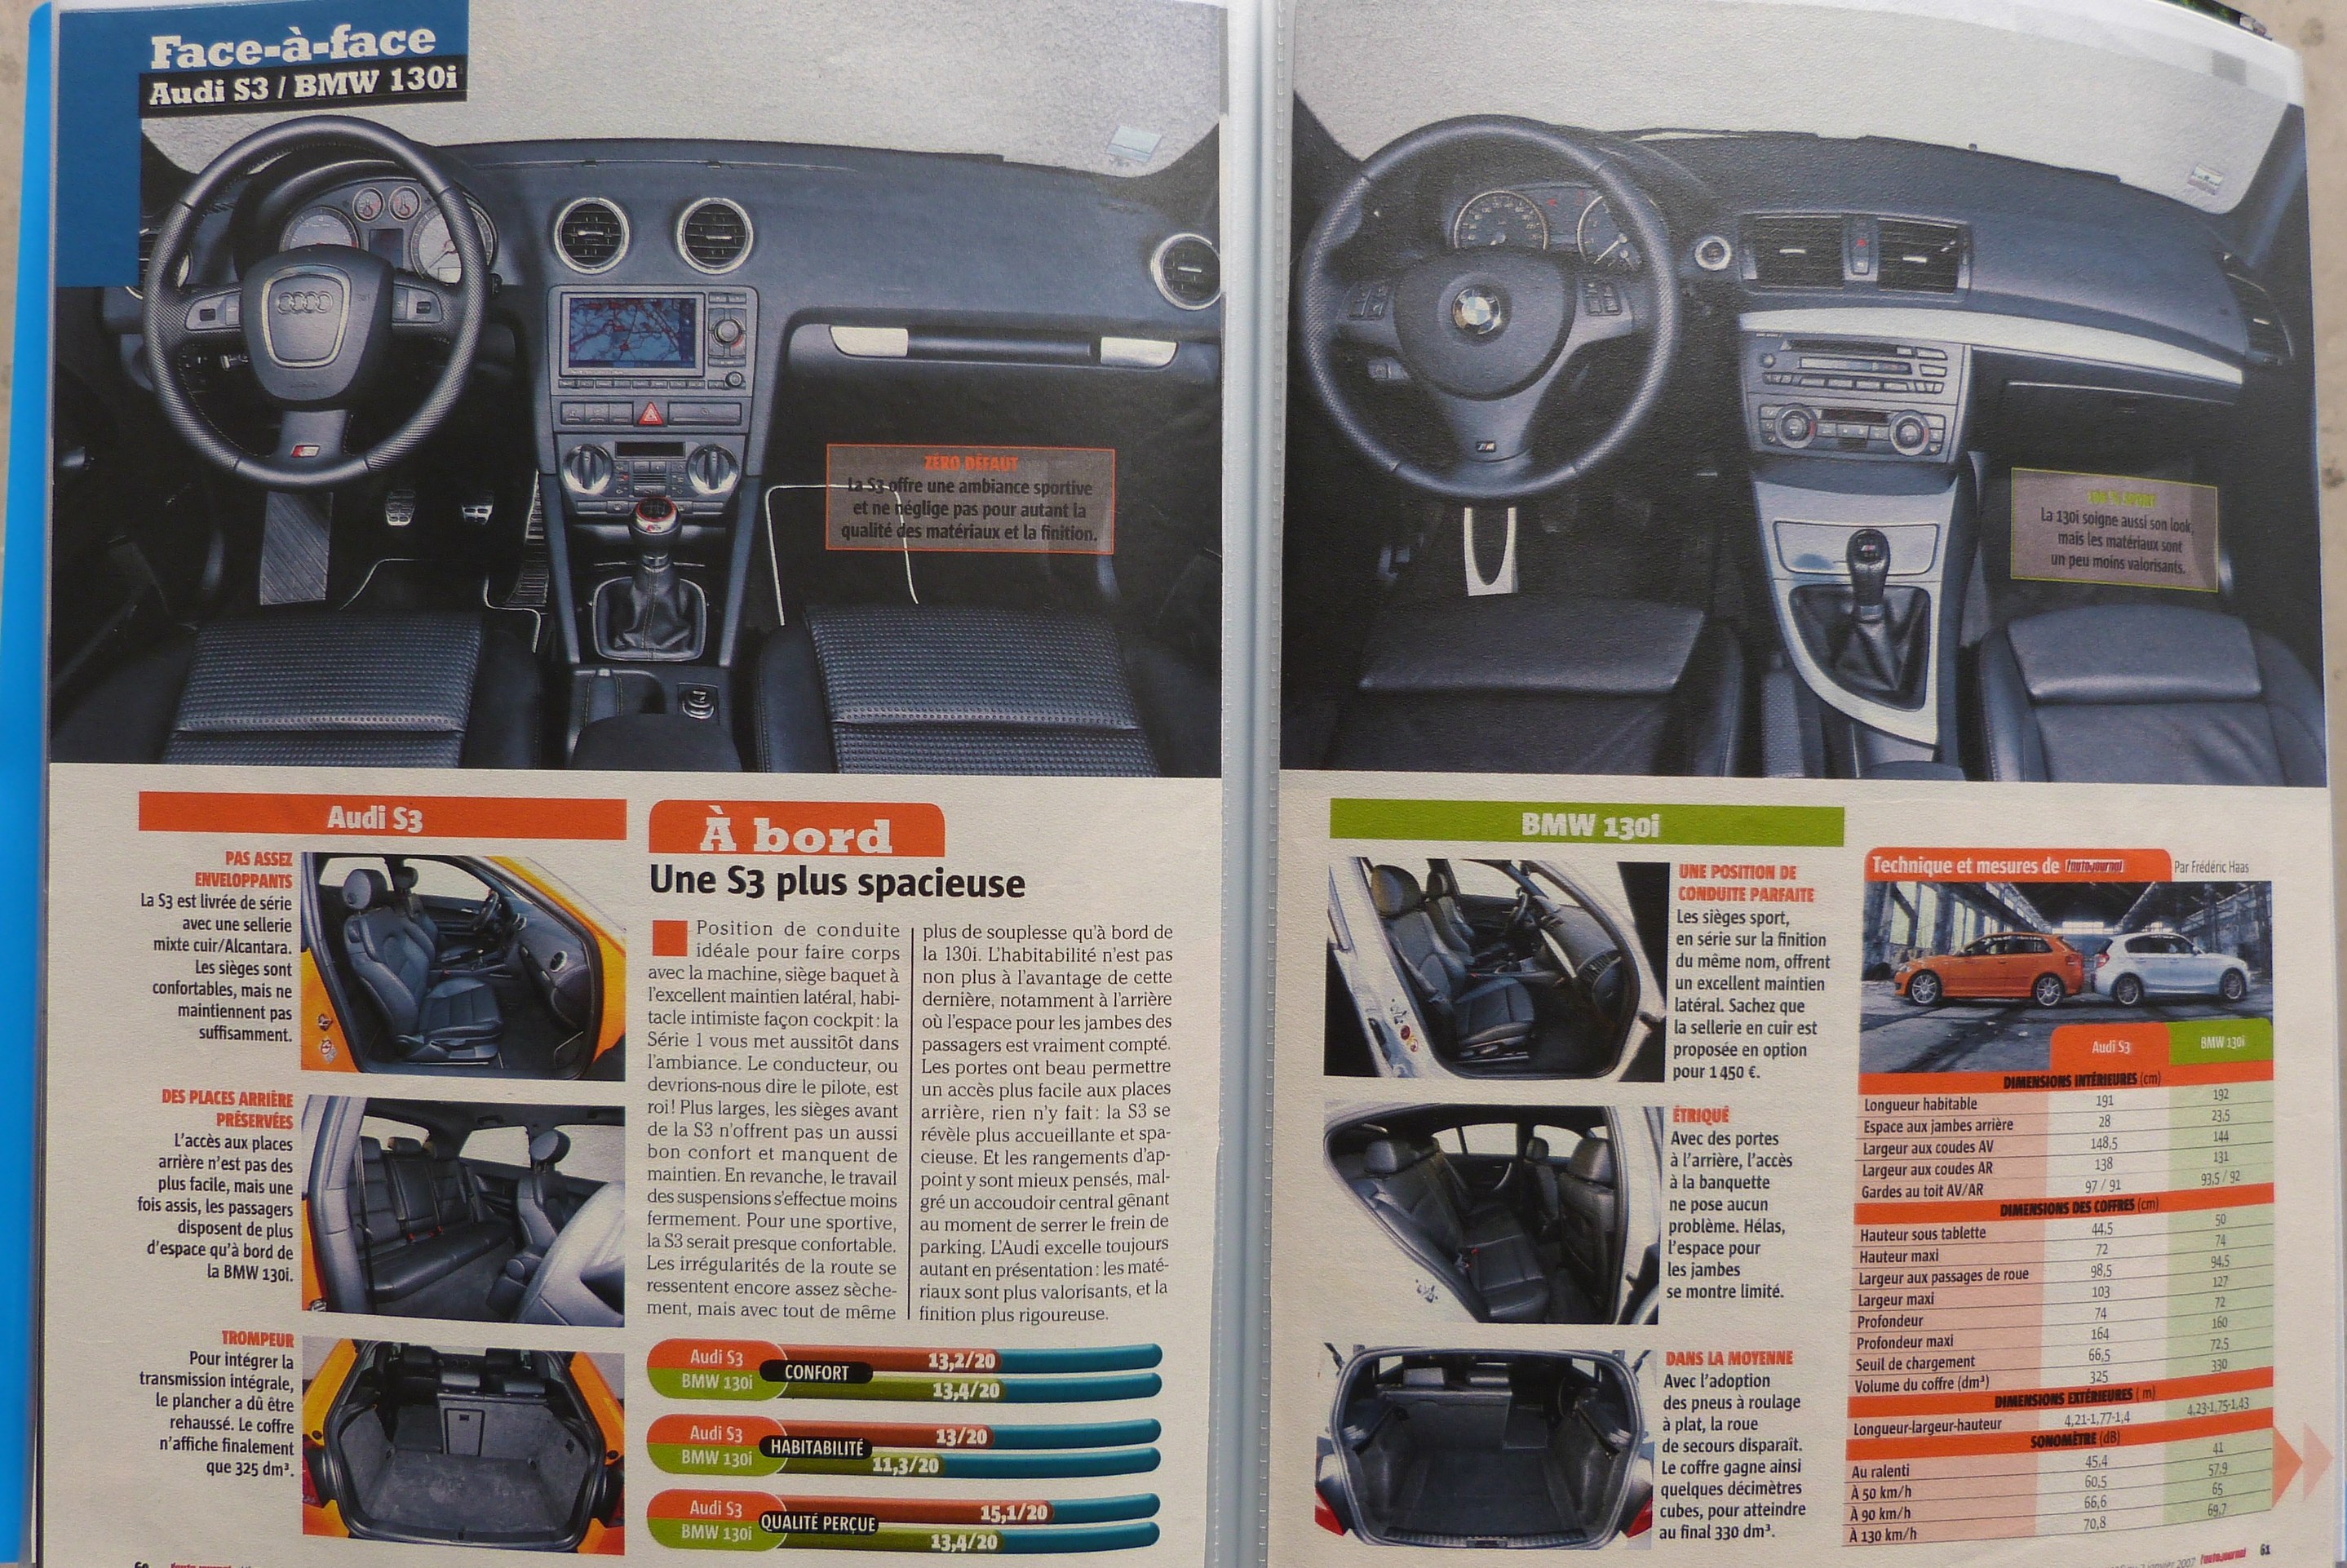 Face-à-face
Audi S3 / BMW 130i
ZÉRO DÉFAUT
La S3 offre une ambiance sportive
et ne néglige pas pour autant la
qualité des matériaux et la finition.
100 % SPORT
La 130i soigne aussi son look,
mais les matériaux sont
un peu moins valorisants.
Audi S3
PAS ASSEZ
ENVELOPPANTS
La S3 est livrée de série
avec une sellerie
mixte cuir/Alcantara.
Les sièges sont
confortables, mais ne
maintiennent pas
suffisamment.
DES PLACES ARRIÈRE
PRÉSERVÉES
L'accès aux places
arrière n'est pas des
plus facile, mais une
fois assis, les passagers
disposent de plus
d'espace qu'à bord de
la BMW 130i.
TROMPEUR
Pour intégrer la
transmission intégrale,
le plancher a dû être
rehaussé. Le coffre
n'affiche finalement
que 325 dm³.
À bord
Une S3 plus spacieuse
Position de conduite
idéale pour faire corps
avec la machine, siège baquet à
l'excellent maintien latéral, habi-
tacle intimiste façon cockpit : la
Série 1 vous met aussitôt dans
l'ambiance. Le conducteur, ou
devrions-nous dire le pilote, est
roi ! Plus larges, les sièges avant
de la S3 n'offrent pas un aussi
bon confort et manquent de
maintien. En revanche, le travail
des suspensions s'effectue moins
fermement. Pour une sportive,
la S3 serait presque confortable.
Les irrégularités de la route se
ressentent encore assez sèche-
ment, mais avec tout de même
plus de souplesse qu'à bord de
la 130i. L'habitabilité n'est pas
non plus à l'avantage de cette
dernière, notamment à l'arrière
où l'espace pour les jambes des
passagers est vraiment compté.
Les portes ont beau permettre
un accès plus facile aux places
arrière, rien n'y fait : la S3 se
révèle plus accueillante et spa-
cieuse. Et les rangements d'ap-
point y sont mieux pensés, mal-
gré un accoudoir central gênant
au moment de serrer le frein de
parking. L'Audi excelle toujours
autant en présentation : les maté-
riaux sont plus valorisants, et la
finition plus rigoureuse.
Audi S3 13,2/20
CONFORT
BMW 130i 13,4/20
Audi S3 13/20
HABITABILITÉ
BMW 130i 11,3/20
Audi S3 15,1/20
QUALITÉ PERÇUE
BMW 130i 13,4/20
BMW 130i
UNE POSITION DE
CONDUITE PARFAITE
Les sièges sport,
en série sur la finition
du même nom, offrent
un excellent maintien
latéral. Sachez que
la sellerie en cuir est
proposée en option
pour 1 450 €.
ÉTRIQUÉ
Avec des portes
à l'arrière, l'accès
à la banquette
ne pose aucun
problème. Hélas,
l'espace pour
les jambes
se montre limité.
DANS LA MOYENNE
Avec l'adoption
des pneus à roulage
à plat, la roue
de secours disparaît.
Le coffre gagne ainsi
quelques décimètres
cubes, pour atteindre
au final 330 dm³.
Technique et mesures de l'auto-journal Par Frédéric Haas
Audi S3 BMW 130i
DIMENSIONS INTÉRIEURES (cm)
Longueur habitable 191 192
Espace aux jambes arrière 28 23,5
Largeur aux coudes AV 148,5 144
Largeur aux coudes AR 138 131
Gardes au toit AV/AR 97 / 91 93,5 / 92
DIMENSIONS DES COFFRES (cm)
Hauteur sous tablette 44,5 50
Hauteur maxi 72 74
Largeur aux passages de roue 98,5 94,5
Largeur maxi 103 127
Profondeur 74 72
Profondeur maxi 164 160
Seuil de chargement 66,5 72,5
Volume du coffre (dm³) 325 330
DIMENSIONS EXTÉRIEURES ( m)
Longueur-largeur-hauteur 4,21-1,77-1,4 4,23-1,75-1,43
SONOMÈTRE (dB)
Au ralenti 45,4 41
À 50 km/h 60,5 57,9
À 90 km/h 66,6 65
À 130 km/h 70,8 69,7
janvier 2007 l'auto-journal 61